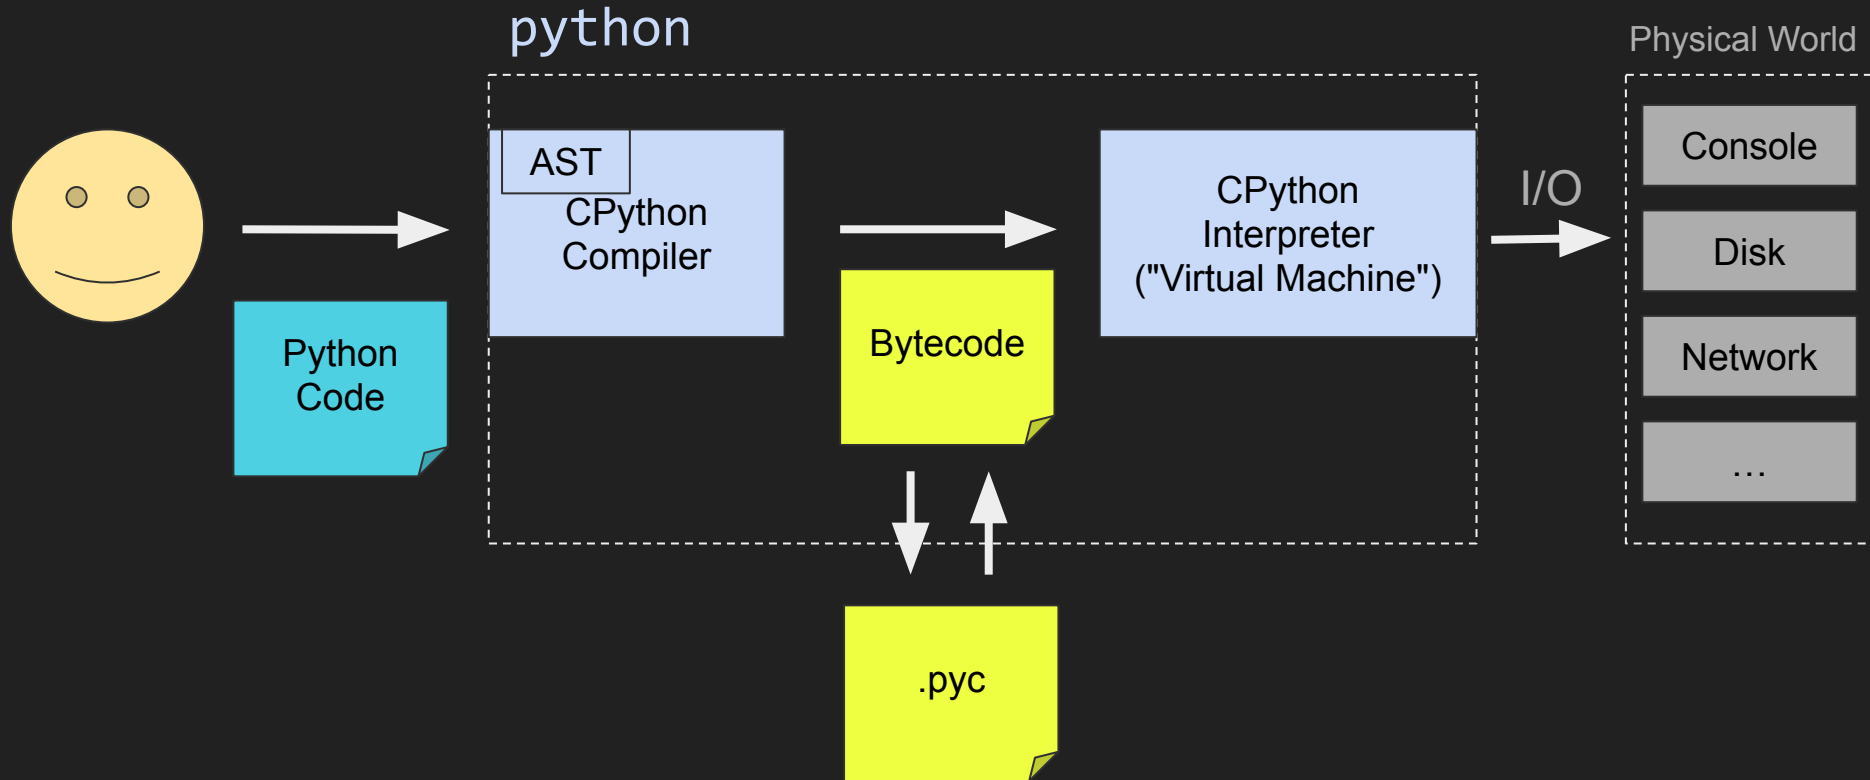 python
Physical World
AST
CPython
Compiler
CPython
Interpreter
("Virtual Machine")
I/O
Console
Disk
Network
...
Python
Code
Bytecode
.pyc